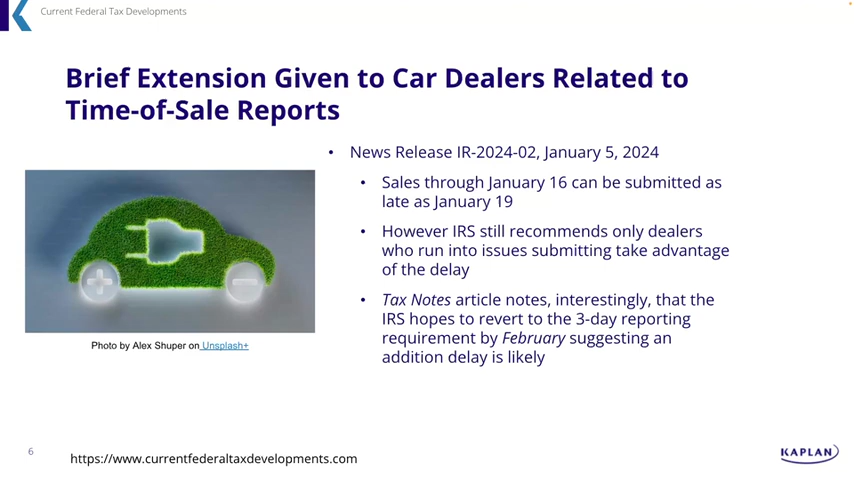 Current Federal Tax Developments
Brief Extension Given to Car Dealers Related to
Time-of-Sale Reports
• News Release IR-2024-02, January 5, 2024
• Sales through January 16 can be submitted as
late as January 19
• However IRS still recommends only dealers
who run into issues submitting take advantage
of the delay
• Tax Notes article notes, interestingly, that the
IRS hopes to revert to the 3-day reporting
requirement by February suggesting an
addition delay is likely
Photo by Alex Shuper on Unsplash+
6
https://www.currentfederaltaxdevelopments.com
KAPLAN